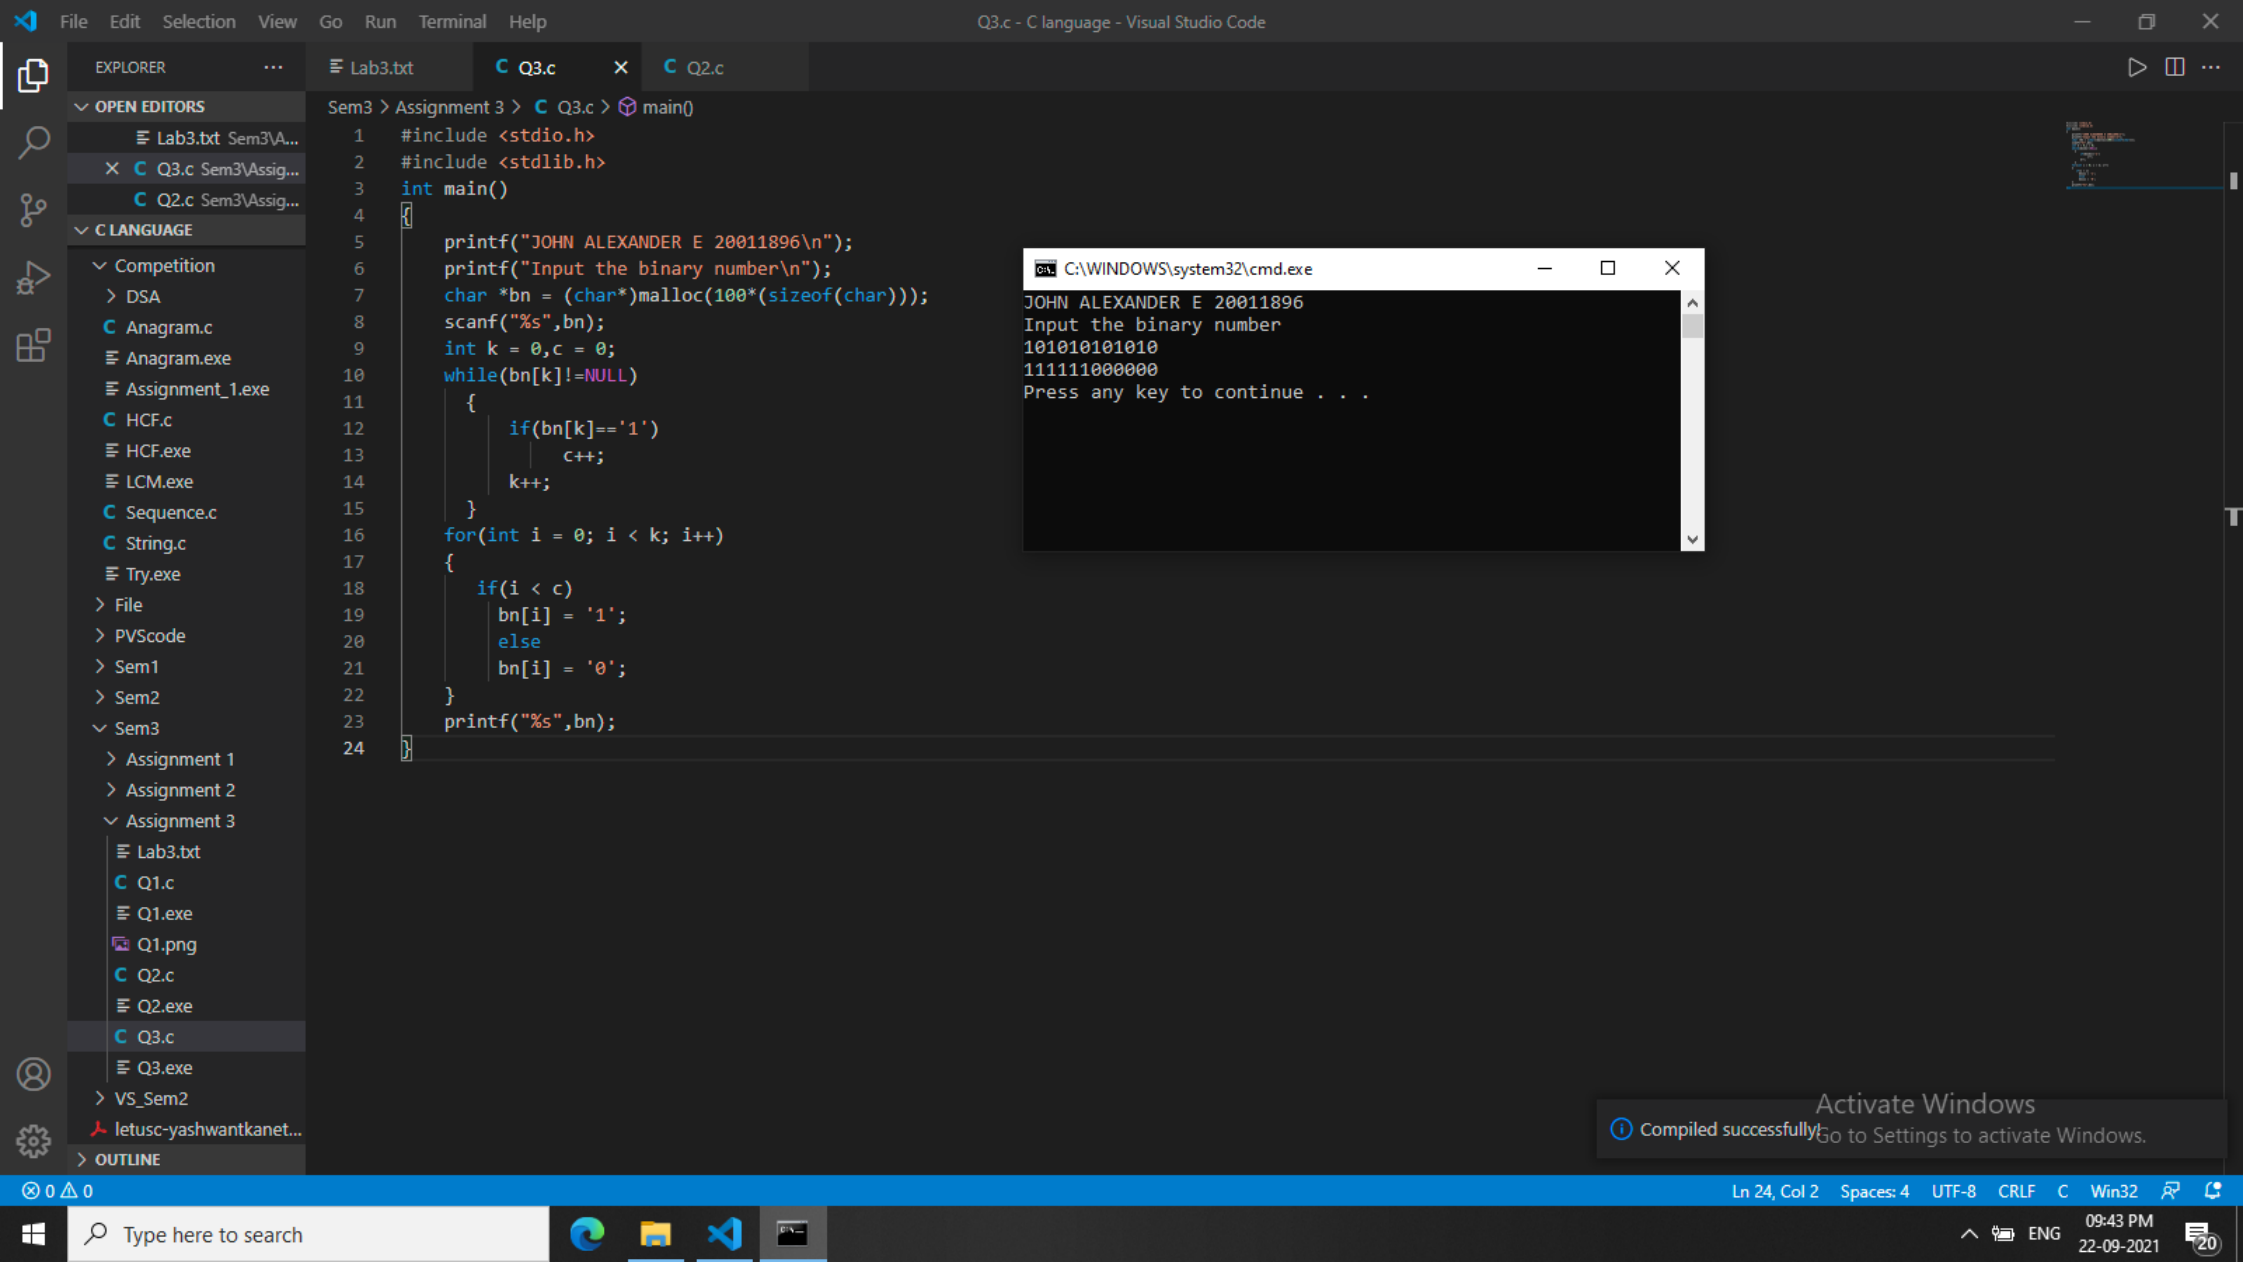 File Edit Selection View Go Run Terminal Help
Q3.c - C language - Visual Studio Code
EXPLORER
OPEN EDITORS
Lab3.txt Sem3\A...
Q3.c Sem3\Assig...
Q2.c Sem3\Assig...
C LANGUAGE
Competition
DSA
Anagram.c
Anagram.exe
Assignment_1.exe
HCF.c
HCF.exe
LCM.exe
Sequence.c
String.c
Try.exe
File
PVScode
Sem1
Sem2
Sem3
Assignment 1
Assignment 2
Assignment 3
Lab3.txt
Q1.c
Q1.exe
Q1.png
Q2.c
Q2.exe
Q3.c
Q3.exe
VS_Sem2
letusc-yashwantkanet...
OUTLINE
Lab3.txt
C Q3.c
C Q2.c
Sem3 > Assignment 3 > C Q3.c > main()
1 #include <stdio.h>
2 #include <stdlib.h>
3 int main()
4 {
5 printf("JOHN ALEXANDER E 20011896\n");
6 printf("Input the binary number\n");
7 char *bn = (char*)malloc(100*(sizeof(char)));
8 scanf("%s",bn);
9 int k = 0,c = 0;
10 while(bn[k]!=NULL)
11 {
12 if(bn[k]=='1')
13 c++;
14 k++;
15 }
16 for(int i = 0; i < k; i++)
17 {
18 if(i < c)
19 bn[i] = '1';
20 else
21 bn[i] = '0';
22 }
23 printf("%s",bn);
24 }
C:\WINDOWS\system32\cmd.exe
JOHN ALEXANDER E 20011896
Input the binary number
101010101010
111111000000
Press any key to continue . . .
Compiled successfully!
Activate Windows
Go to Settings to activate Windows.
0 0
Ln 24, Col 2 Spaces: 4 UTF-8 CRLF C Win32
Type here to search
ENG
09:43 PM
22-09-2021
20